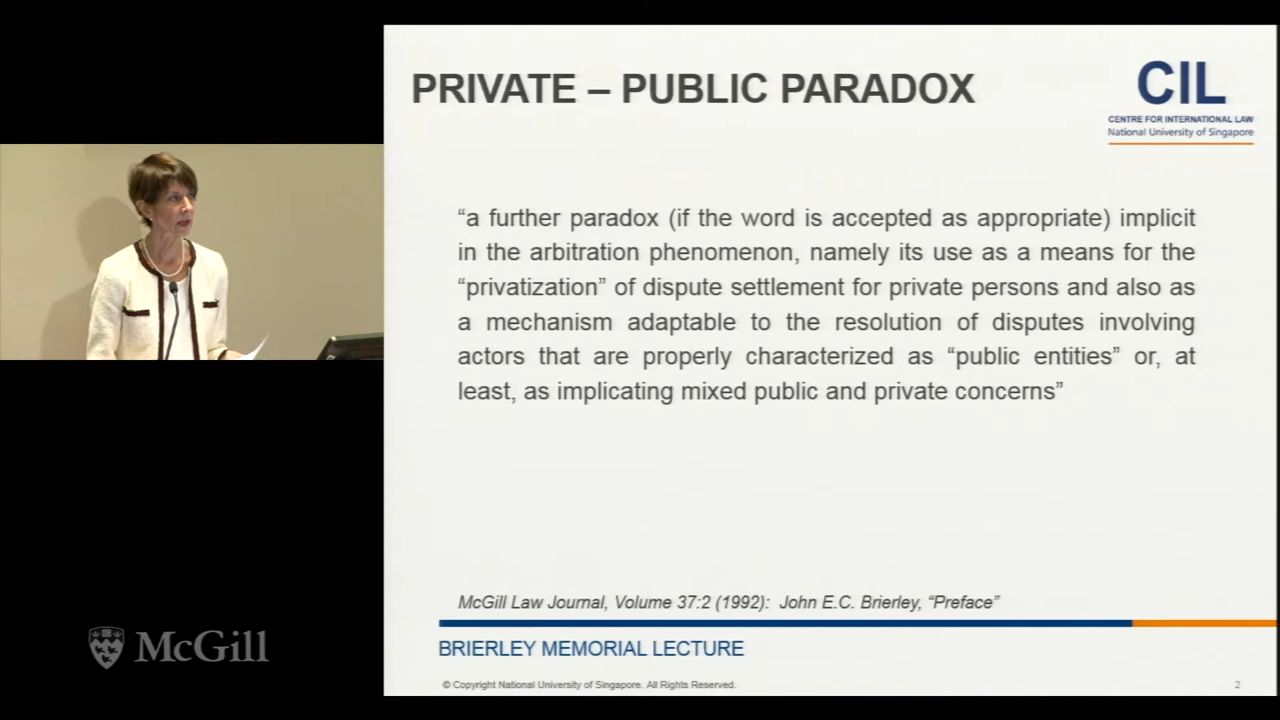 PRIVATE – PUBLIC PARADOX
CIL
CENTRE FOR INTERNATIONAL LAW
National University of Singapore
“a further paradox (if the word is accepted as appropriate) implicit
in the arbitration phenomenon, namely its use as a means for the
“privatization” of dispute settlement for private persons and also as
a mechanism adaptable to the resolution of disputes involving
actors that are properly characterized as “public entities” or, at
least, as implicating mixed public and private concerns”
McGill Law Journal, Volume 37:2 (1992): John E.C. Brierley, “Preface”
BRIERLEY MEMORIAL LECTURE
© Copyright National University of Singapore. All Rights Reserved.
2
McGill